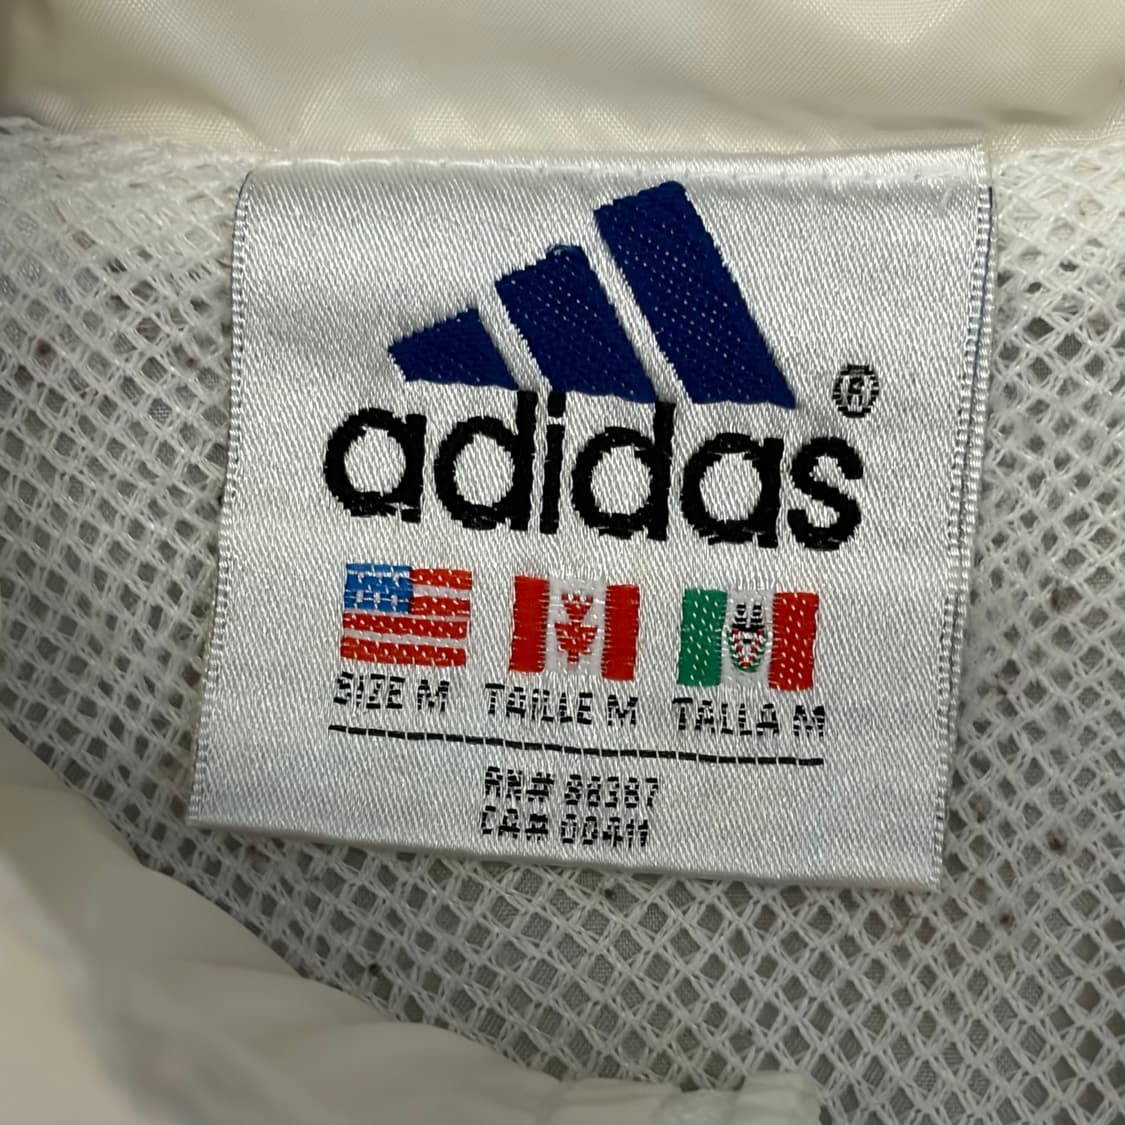 adidas®
SIZE M TAILLE M TALLA M
RN# 88387
CA# 00411